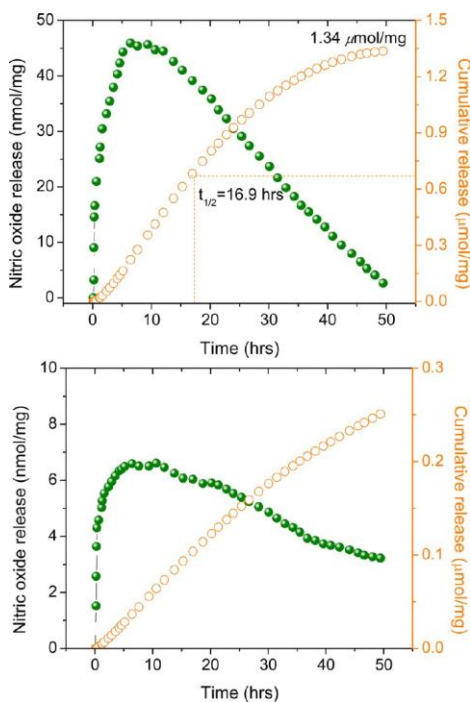 50
40
30
20
10
0
Nitric oxide release (nmol/mg)
1.34 μmol/mg
t1/2=16.9 hrs
1.5
1.2
0.9
0.6
0.3
0.0
Cumulative release (μmol/mg)
0 10 20 30 40 50
Time (hrs)
10
8
6
4
2
0
Nitric oxide release (nmol/mg)
0.3
0.2
0.1
0.0
Cumulative release (μmol/mg)
0 10 20 30 40 50
Time (hrs)